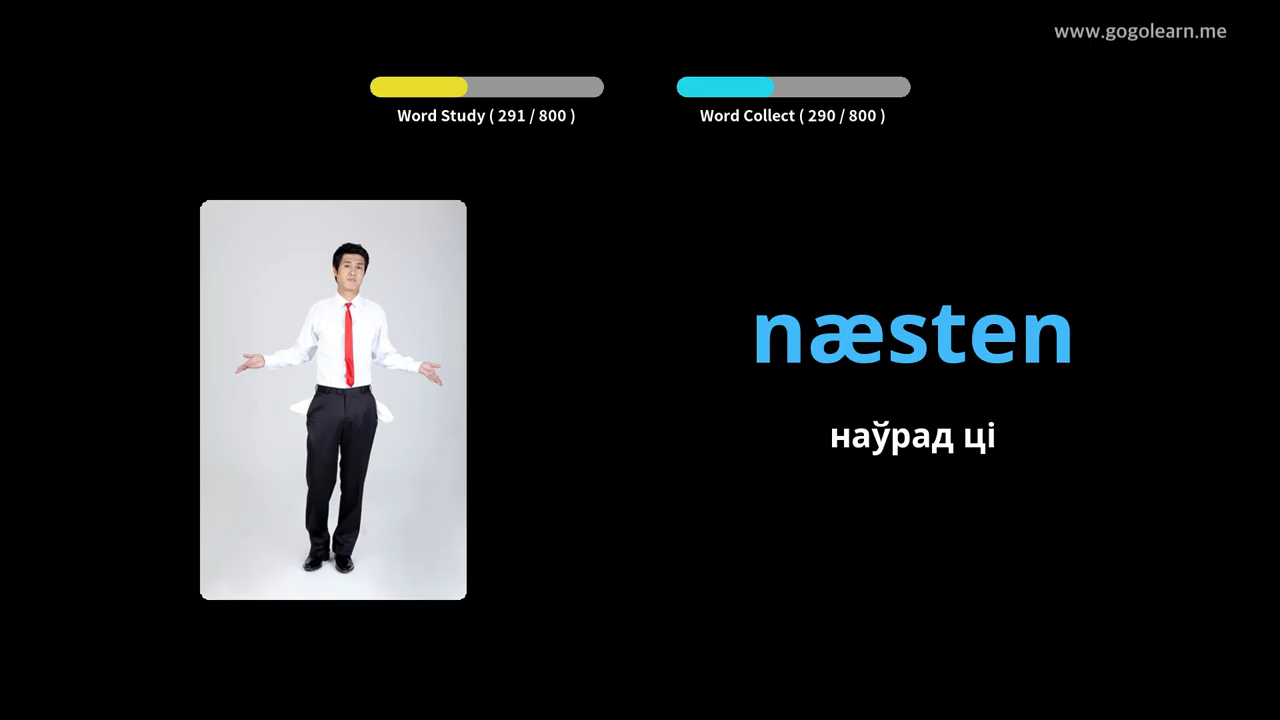 www.gogolearn.me
Word Study ( 291 / 800 )
Word Collect ( 290 / 800 )
næsten
наўрад ці